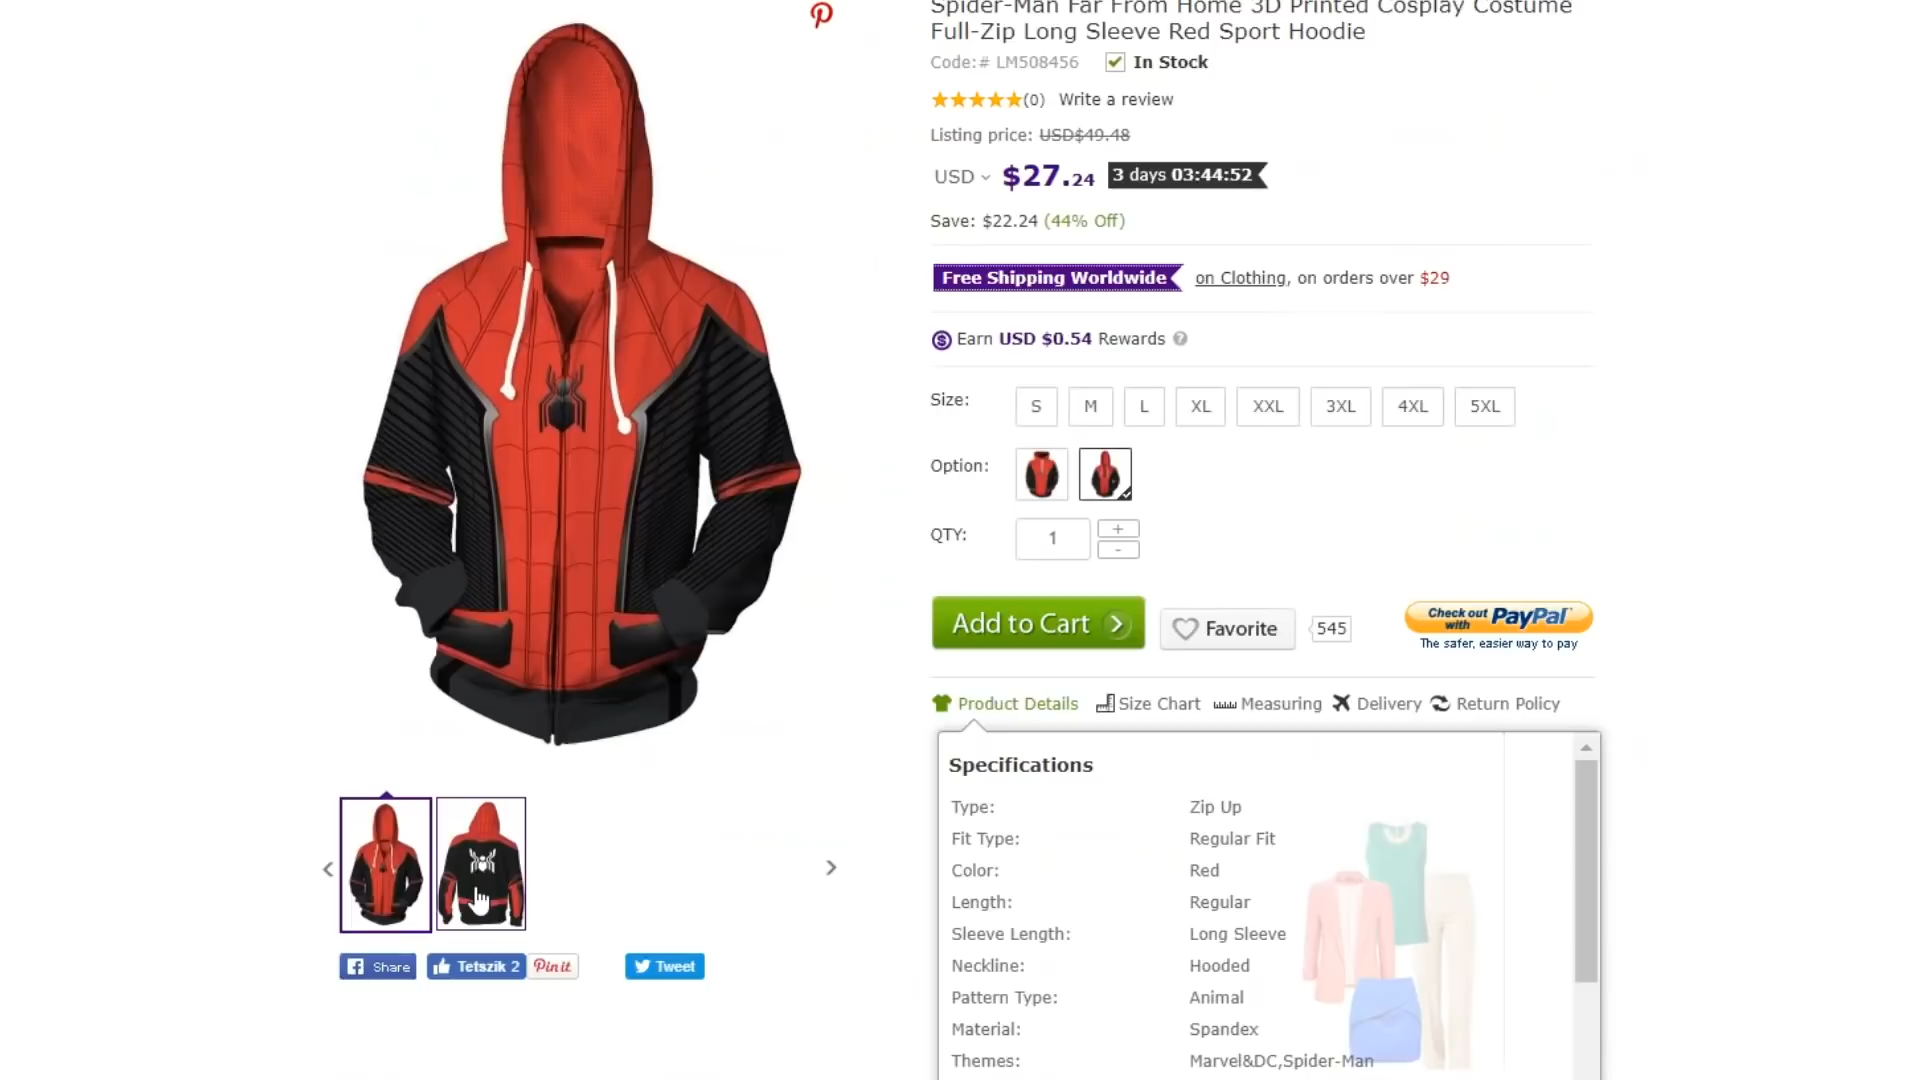 Spider-Man Far From Home 3D Printed Cosplay Costume
Full-Zip Long Sleeve Red Sport Hoodie
Code:# LM508456 In Stock
(0) Write a review
Listing price: USD$49.48
USD $27.24 3 days 03:44:52
Save: $22.24 (44% Off)
Free Shipping Worldwide on Clothing, on orders over $29
Earn USD $0.54 Rewards ?
Size: S M L XL XXL 3XL 4XL 5XL
Option:
QTY: 1 + -
Add to Cart Favorite 545
Check out with PayPal
The safer, easier way to pay
Product Details Size Chart Measuring Delivery Return Policy
Specifications
Type: Zip Up
Fit Type: Regular Fit
Color: Red
Length: Regular
Sleeve Length: Long Sleeve
Neckline: Hooded
Pattern Type: Animal
Material: Spandex
Themes: Marvel&DC,Spider-Man
Share Tetszik 2 Pin it Tweet